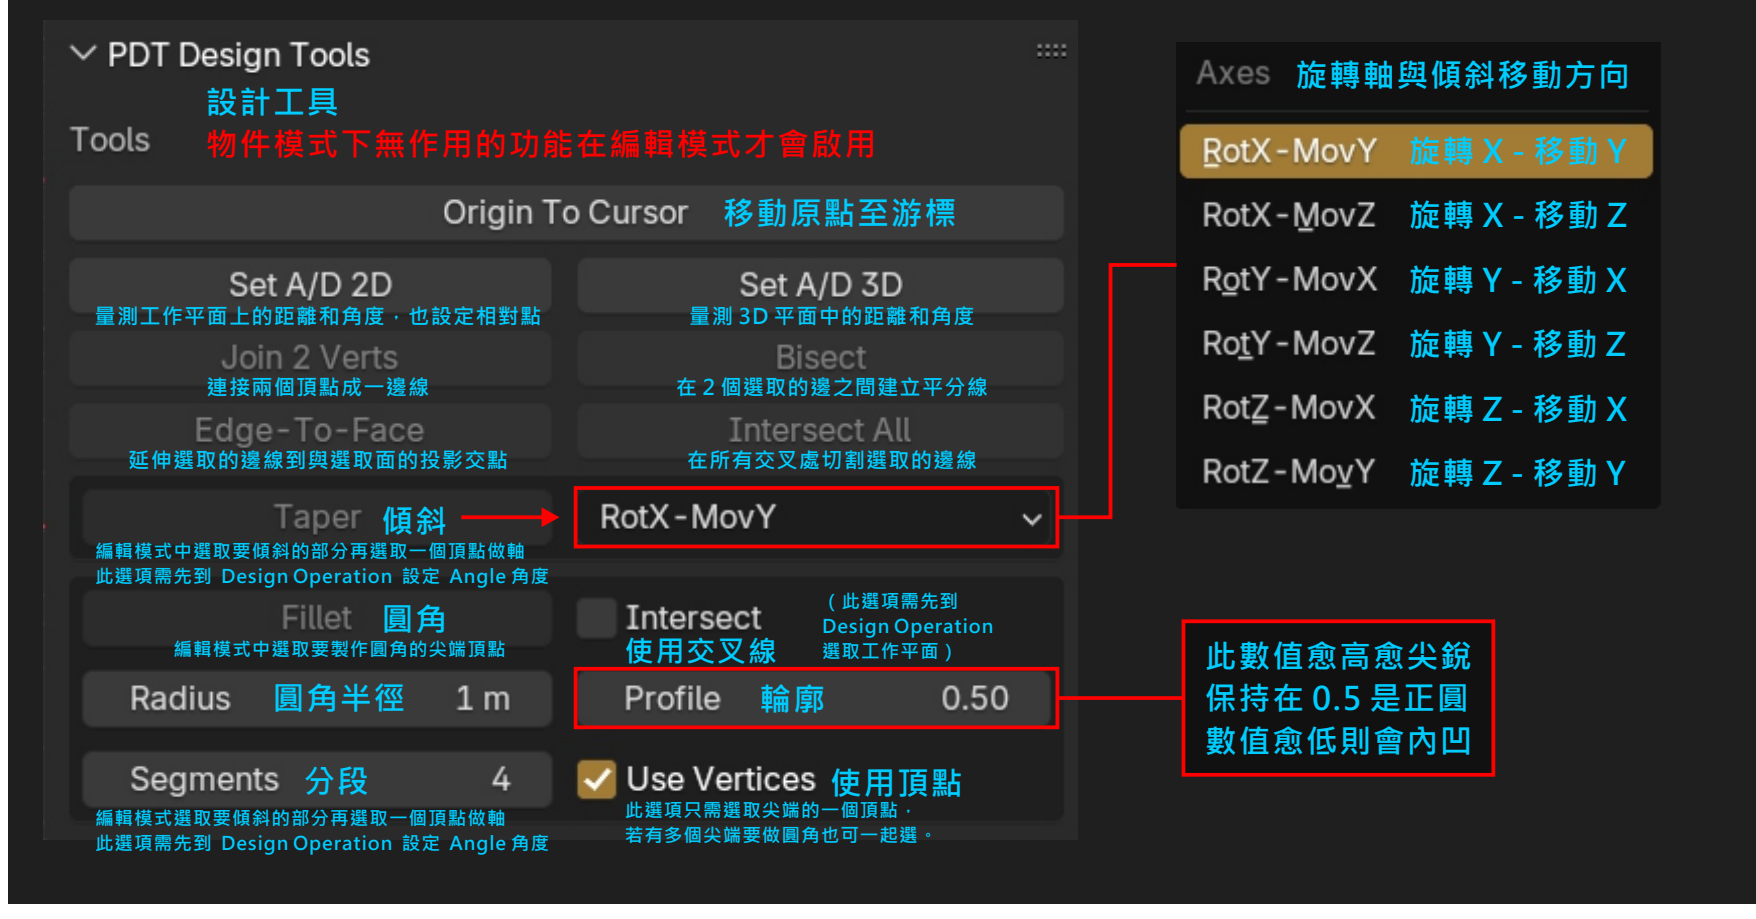 PDT Design Tools
設計工具
Tools 物件模式下無作用的功能在編輯模式才會啟用
Origin To Cursor 移動原點至游標
Set A/D 2D
量測工作平面上的距離和角度，也設定相對點
Set A/D 3D
量測 3D 平面中的距離和角度
Join 2 Verts
連接兩個頂點成一邊線
Bisect
在 2 個選取的邊之間建立平分線
Edge-To-Face
延伸選取的邊線到與選取面的投影交點
Intersect All
在所有交叉處切割選取的邊線
Taper 傾斜
RotX-MovY
編輯模式中選取要傾斜的部分再選取一個頂點做軸
此選項需先到 Design Operation 設定 Angle 角度
Fillet 圓角
編輯模式中選取要製作圓角的尖端頂點
Intersect
使用交叉線
（此選項需先到
Design Operation
選取工作平面）
Radius 圓角半徑 1 m
Profile 輪廓 0.50
Segments 分段 4
編輯模式選取要傾斜的部分再選取一個頂點做軸
此選項需先到 Design Operation 設定 Angle 角度
Use Vertices 使用頂點
此選項只需選取尖端的一個頂點，
若有多個尖端要做圓角也可一起選。
Axes 旋轉軸與傾斜移動方向
RotX-MovY 旋轉 X - 移動 Y
RotX-MovZ 旋轉 X - 移動 Z
RotY-MovX 旋轉 Y - 移動 X
RotY-MovZ 旋轉 Y - 移動 Z
RotZ-MovX 旋轉 Z - 移動 X
RotZ-MovY 旋轉 Z - 移動 Y
此數值愈高愈尖銳
保持在 0.5 是正圓
數值愈低則會內凹